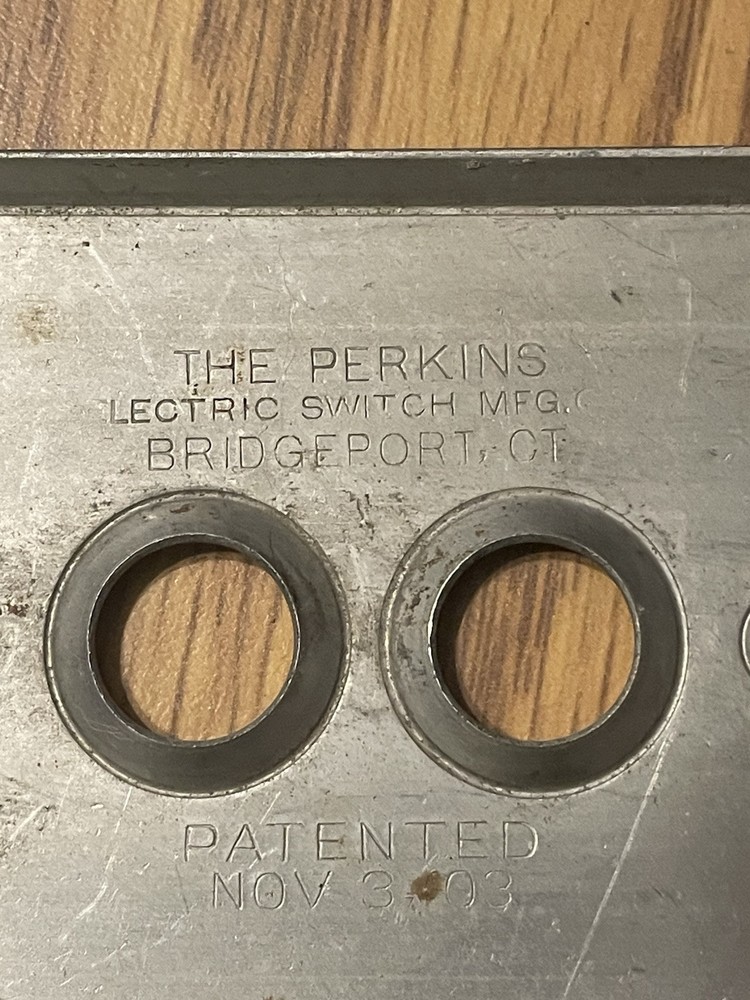 THE PERKINS
LECTRIC SWITCH MFG.C
BRIDGEPORT, CT
PATENTED
NOV 3-03